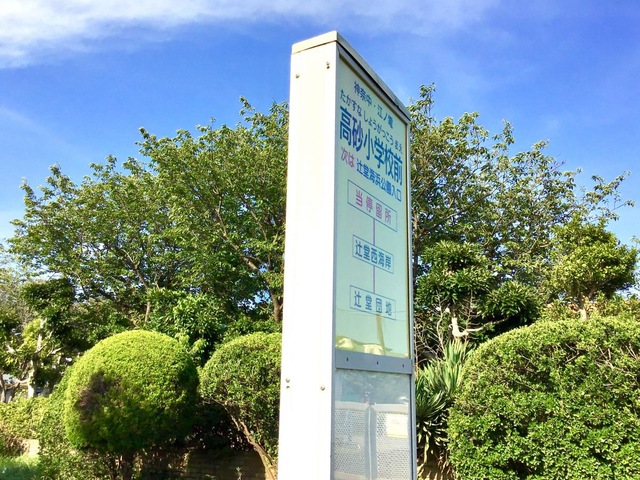 神奈中・江ノ電
たかすなしょうがっこうまえ
高砂小学校前
次は 辻堂海浜公園入口
当停留所
辻堂西海岸
辻堂団地